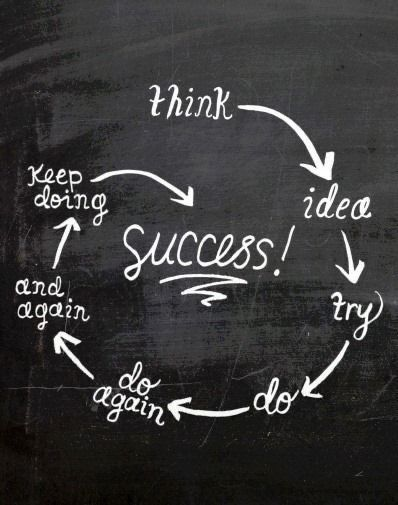 think
idea
try
do
do
again
and
again
keep
doing
success!